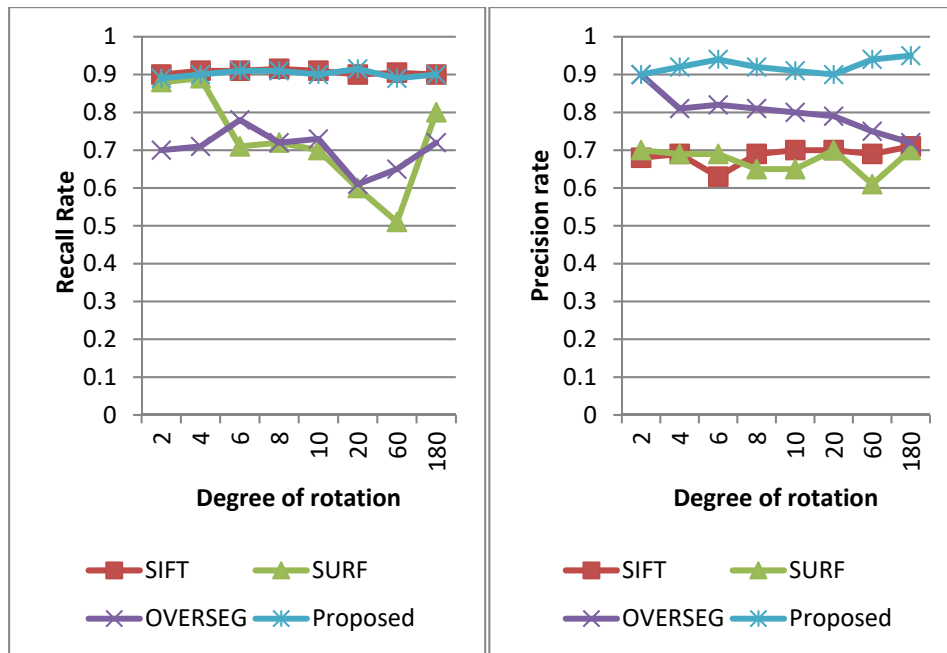 1
0.9
0.8
0.7
0.6
0.5
0.4
0.3
0.2
0.1
0
Recall Rate
2 4 6 8 10 20 60 180
Degree of rotation
SIFT SURF
OVERSEG Proposed
1
0.9
0.8
0.7
0.6
0.5
0.4
0.3
0.2
0.1
0
Precision rate
2 4 6 8 10 20 60 180
Degree of rotation
SIFT SURF
OVERSEG Proposed